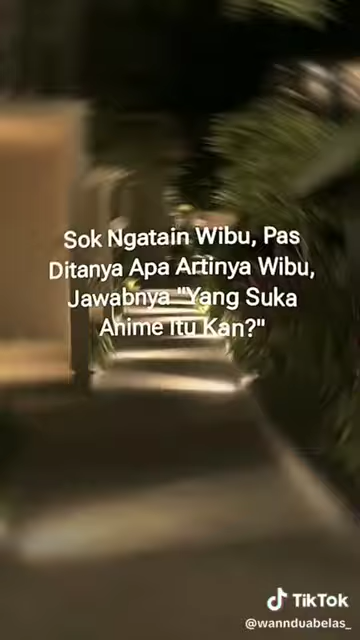 Sok Ngatain Wibu, Pas
Ditanya Apa Artinya Wibu,
Jawabnya "Yang Suka
Anime Itu Kan?"
TikTok
@wannduabelas_